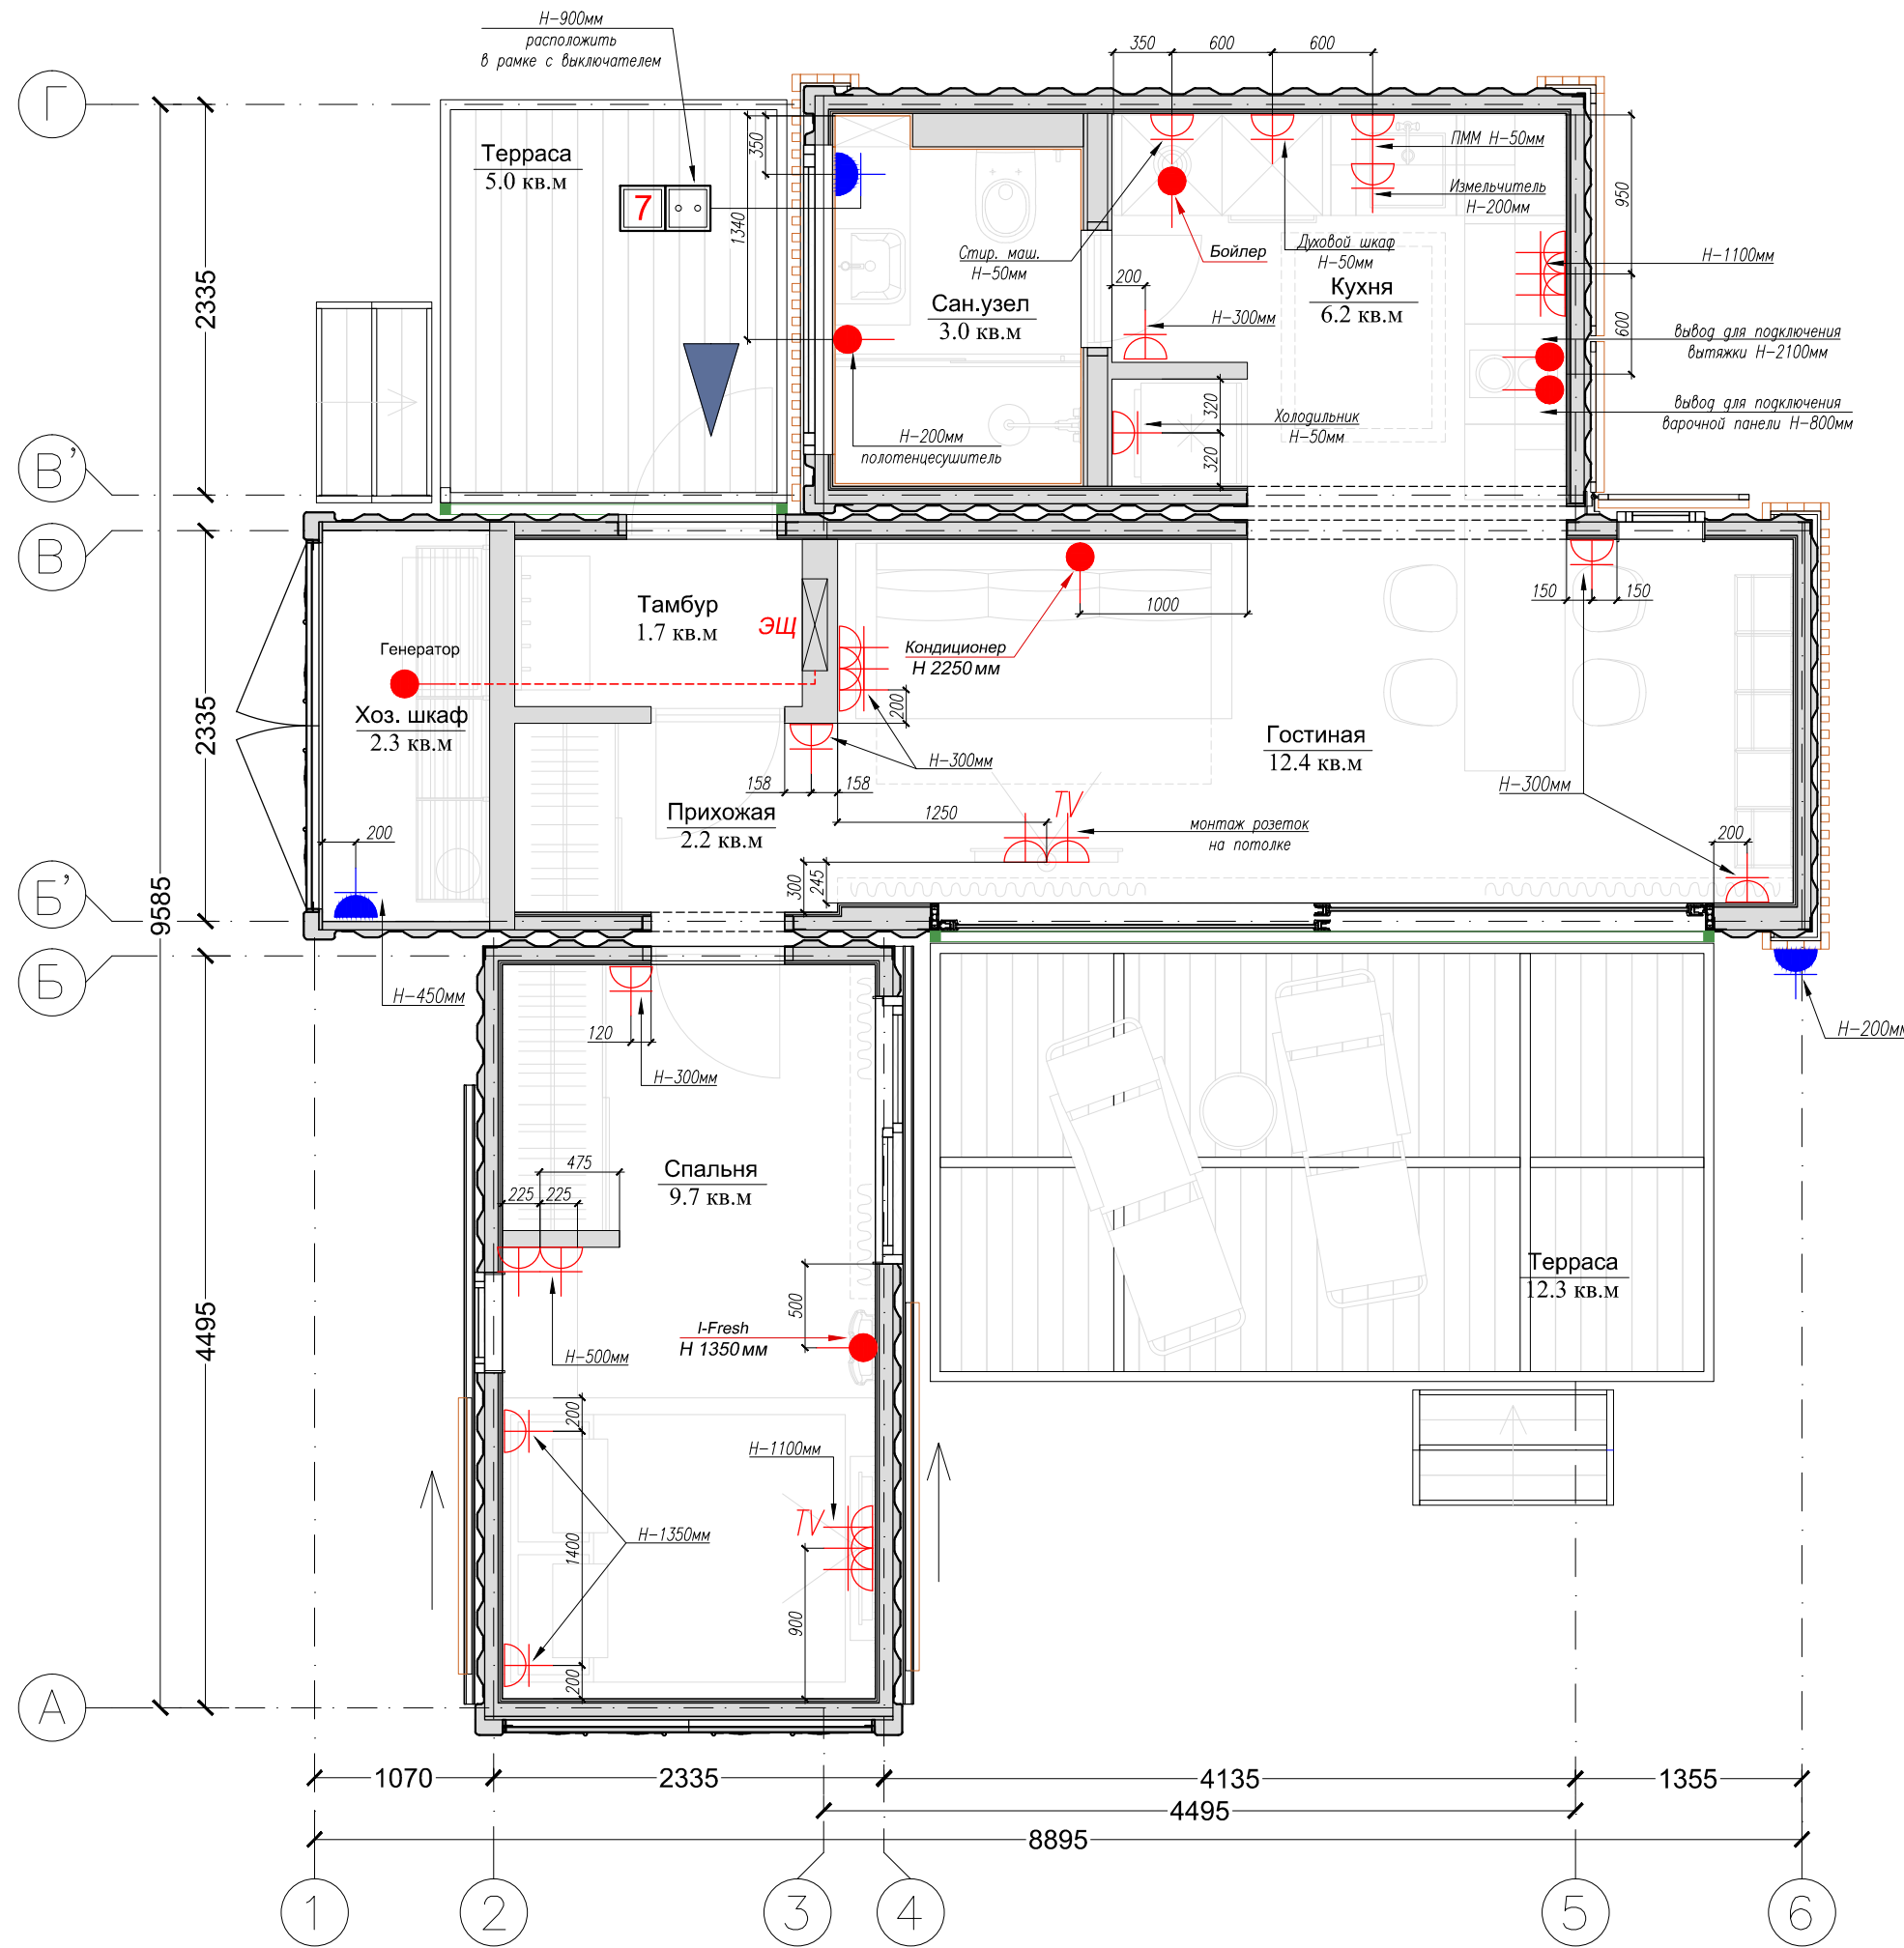 Н-900мм
расположить
в рамке с выключателем
350
600
600
Г
Терраса
5.0 кв.м
7
350
1340
ПММ Н-50мм
Измельчитель
Н-200мм
950
Стир. маш.
Н-50мм
Бойлер
Духовой шкаф
Н-50мм
Н-1100мм
200
Кухня
6.2 кв.м
Сан.узел
3.0 кв.м
Н-300мм
600
вывод для подключения
вытяжки Н-2100мм
2335
320
320
Холодильник
Н-50мм
вывод для подключения
варочной панели Н-800мм
Н-200мм
полотенцесушитель
В'
В
Тамбур
1.7 кв.м
ЭЩ
1000
150
150
Генератор
Кондиционер
Н 2250мм
200
Хоз. шкаф
2.3 кв.м
2335
Гостиная
12.4 кв.м
Н-300мм
158
158
Н-300мм
Прихожая
2.2 кв.м
1250
TV
монтаж розеток
на потолке
200
200
300
245
Б'
9585
Б
Н-450мм
Н-200мм
120
Н-300мм
475
225
225
Спальня
9.7 кв.м
Терраса
12.3 кв.м
4495
500
I-Fresh
Н 1350мм
Н-500мм
200
Н-1100мм
TV
1400
Н-1350мм
900
200
А
1070
2335
4135
1355
4495
8895
1
2
3
4
5
6